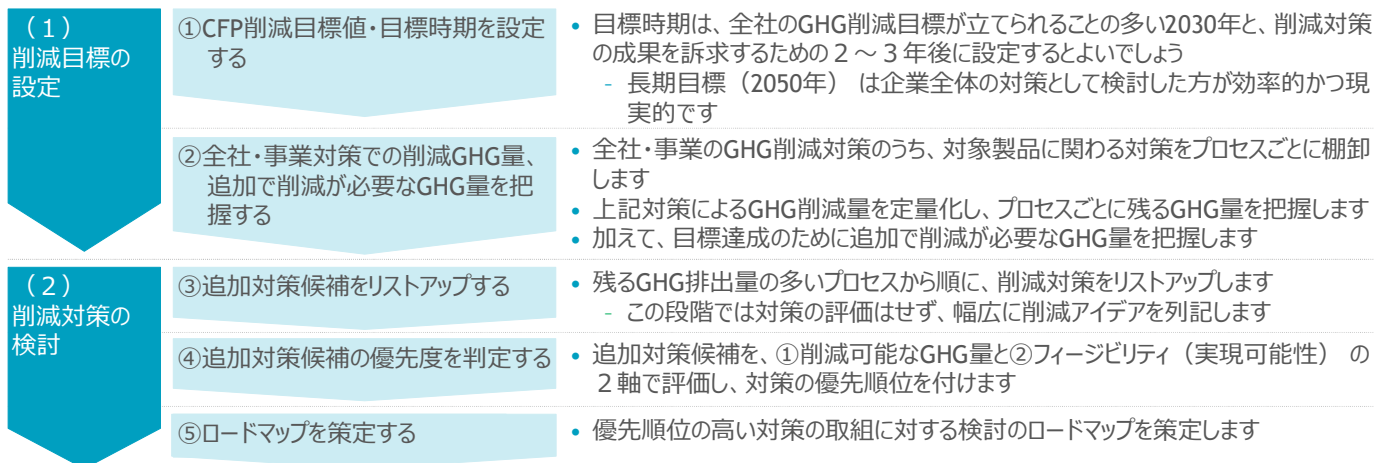 （１）
削減目標の
設定
①CFP削減目標値・目標時期を設定
する
• 目標時期は、全社のGHG削減目標が立てられることの多い2030年と、削減対策
の成果を訴求するための２～３年後に設定するとよいでしょう
- 長期目標（2050年） は企業全体の対策として検討した方が効率的かつ現
実的です
②全社・事業対策での削減GHG量、
追加で削減が必要なGHG量を把
握する
• 全社・事業のGHG削減対策のうち、対象製品に関わる対策をプロセスごとに棚卸
します
• 上記対策によるGHG削減量を定量化し、プロセスごとに残るGHG量を把握します
• 加えて、目標達成のために追加で削減が必要なGHG量を把握します
（２）
削減対策の
検討
③追加対策候補をリストアップする
• 残るGHG排出量の多いプロセスから順に、削減対策をリストアップします
- この段階では対策の評価はせず、幅広に削減アイデアを列記します
④追加対策候補の優先度を判定する
• 追加対策候補を、①削減可能なGHG量と②フィージビリティ（実現可能性） の
２軸で評価し、対策の優先順位を付けます
⑤ロードマップを策定する
• 優先順位の高い対策の取組に対する検討のロードマップを策定します